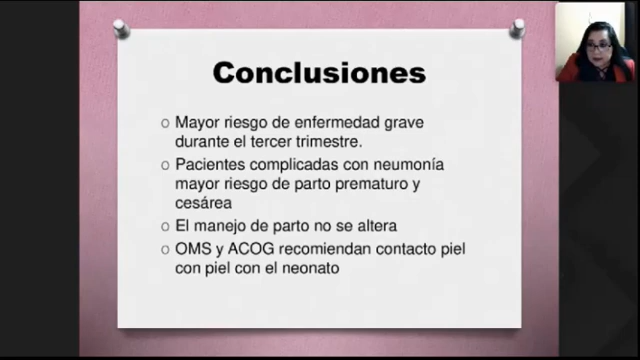 Conclusiones
o Mayor riesgo de enfermedad grave
durante el tercer trimestre.
o Pacientes complicadas con neumonía
mayor riesgo de parto prematuro y
cesárea
o El manejo de parto no se altera
o OMS y ACOG recomiendan contacto piel
con piel con el neonato